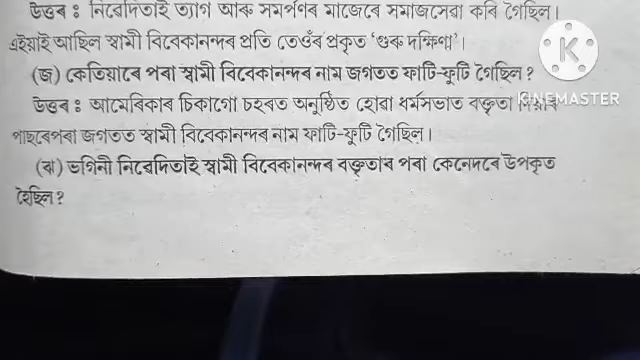 উত্তৰ : নিবেদিতাই ত্যাগ আৰু সমৰ্পণৰ মাজেৰে সমাজসেৱা কৰি গৈছিল।
এইয়াই আছিল স্বামী বিবেকানন্দৰ প্ৰতি তেওঁৰ প্ৰকৃত ‘গুৰু দক্ষিণা’।
(জ) কেতিয়াৰে পৰা স্বামী বিবেকানন্দৰ নাম জগতত ফাটি-ফুটি গৈছিল?
উত্তৰ : আমেৰিকাৰ চিকাগো চহৰত অনুষ্ঠিত হোৱা ধৰ্মসভাত বক্তৃতা
KINEMASTER
পাছৰেপৰা জগতত স্বামী বিবেকানন্দৰ নাম ফাটি-ফুটি গৈছিল।
(ঝ) ভগিনী নিবেদিতাই স্বামী বিবেকানন্দৰ বক্তৃতাৰ পৰা কেনেদৰে উপকৃত
হৈছিল?